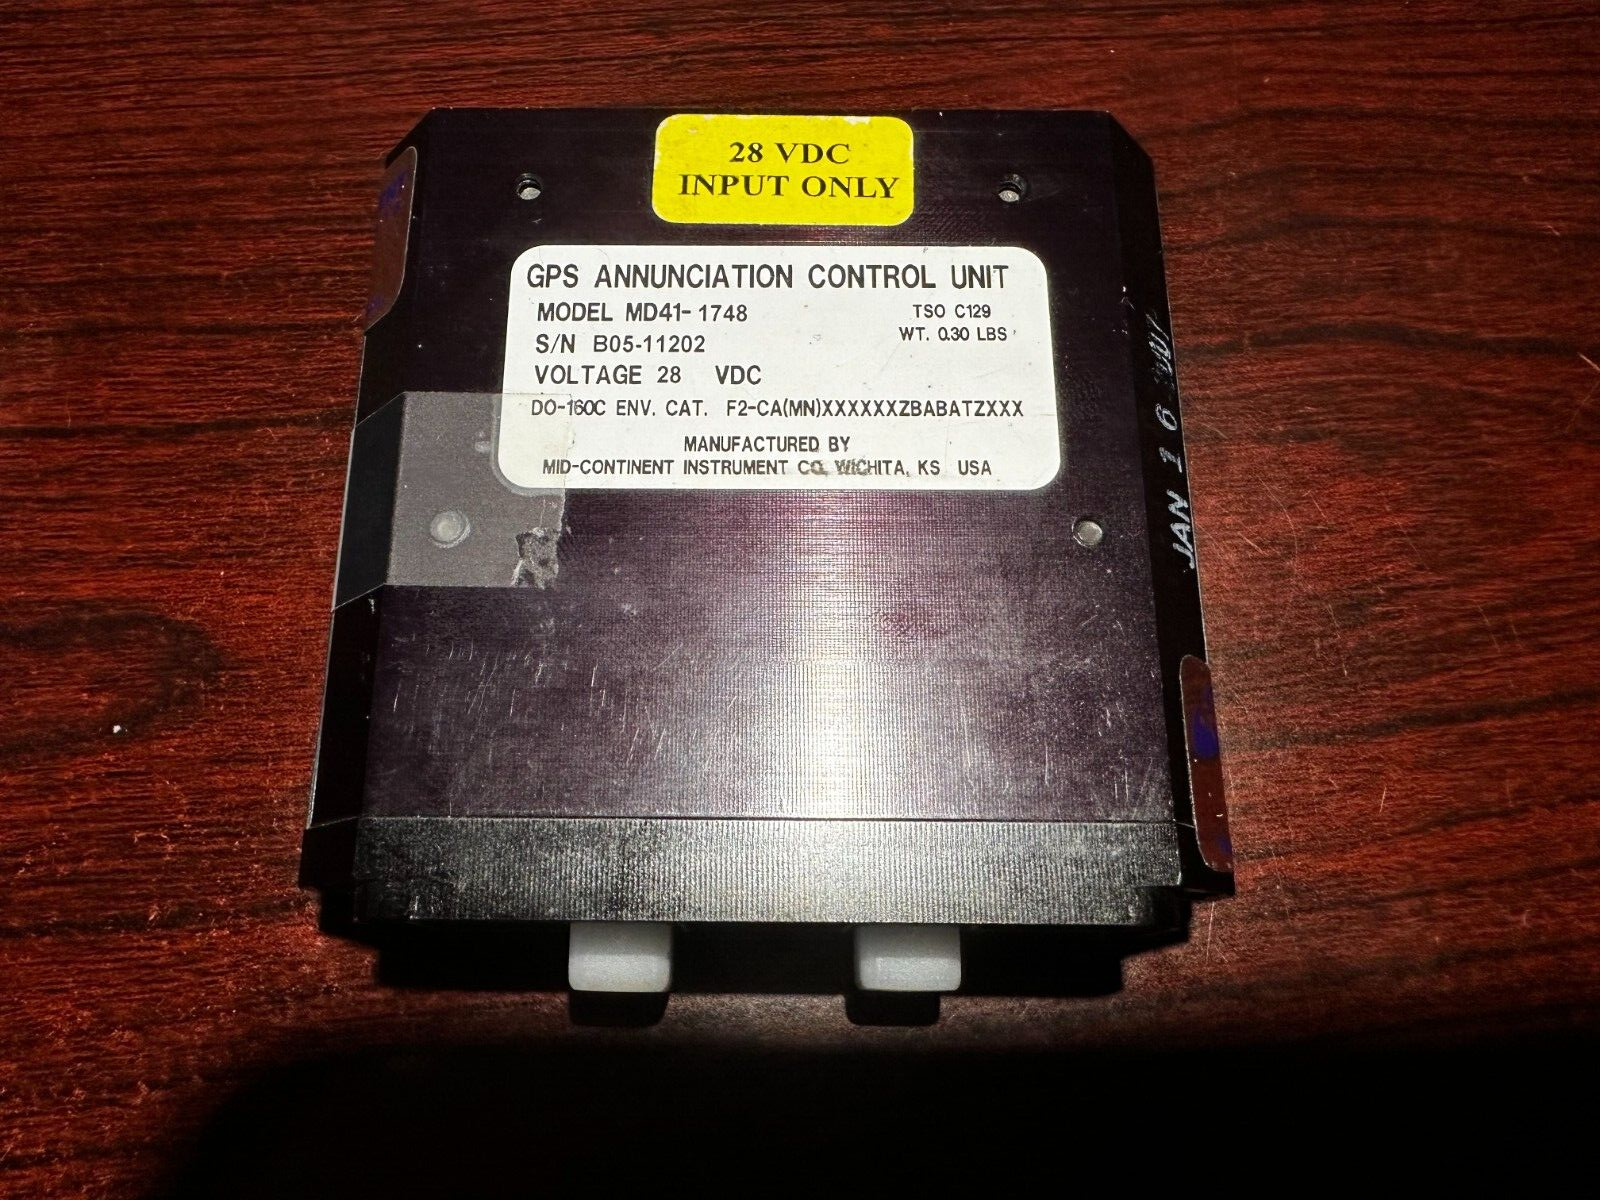 28 VDC
INPUT ONLY
GPS ANNUNCIATION CONTROL UNIT
MODEL MD41-1748
TSO C129
WT. 0.30 LBS
S/N B05-11202
VOLTAGE 28 VDC
DO-160C ENV. CAT. F2-CA(MN)XXXXXXZBABATZXXX
MANUFACTURED BY
MID-CONTINENT INSTRUMENT CO. WICHITA, KS USA
JAN 16